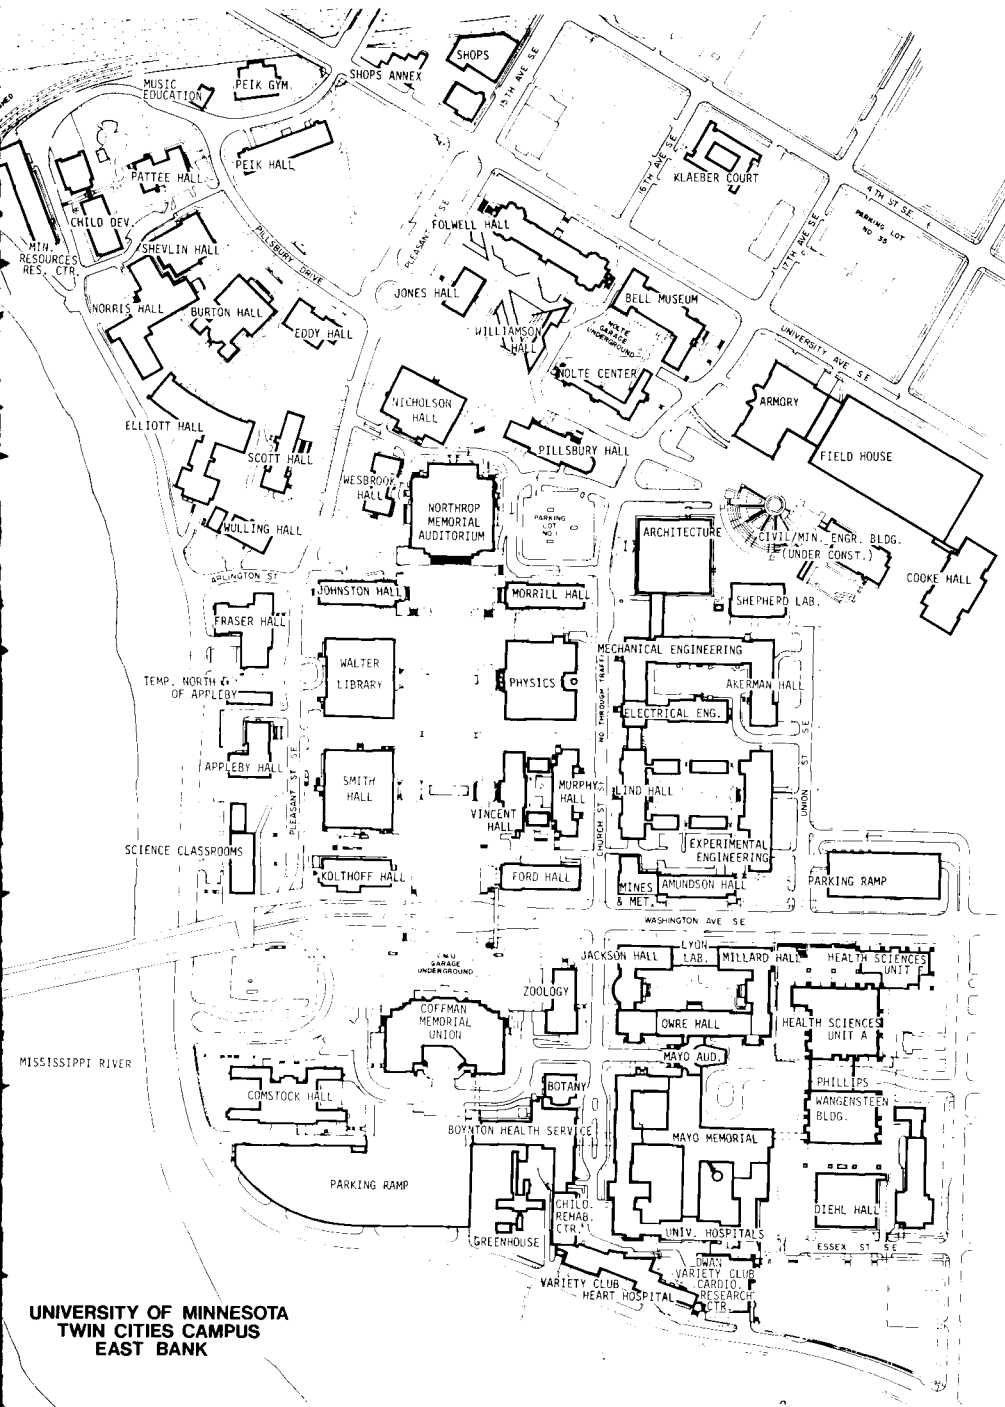 SHOPS
SHOPS ANNEX
15TH AVE SE
MUSIC
EDUCATION
PEIK GYM.
PEIK HALL
PATTEE HALL
CHILD DEV.
MIN.
RESOURCES
RES. CTR.
SHEVLIN HALL
PILLSBURY DRIVE
PLEASANT SE
FOLWELL HALL
16TH AVE SE
KLAEBER COURT
4TH ST SE
PARKING LOT
NO 35
17TH AVE SE
NORRIS HALL
BURTON HALL
EDDY HALL
JONES HALL
WILLIAMSON
HALL
BELL MUSEUM
NOLTE
GARAGE
UNDERGROUND
NOLTE CENTER
UNIVERSITY AVE SE
ARMORY
FIELD HOUSE
ELLIOTT HALL
SCOTT HALL
NICHOLSON
HALL
PILLSBURY HALL
WESBROOK
HALL
NORTHROP
MEMORIAL
AUDITORIUM
PARKING
LOT
NO 1
WULLING HALL
ARCHITECTURE
CIVIL/MIN. ENGR. BLDG.
(UNDER CONST.)
COOKE HALL
ARLINGTON ST
JOHNSTON HALL
MORRILL HALL
SHEPHERD LAB.
FRASER HALL
WALTER
LIBRARY
PHYSICS
MECHANICAL ENGINEERING
AKERMAN HALL
TEMP. NORTH
OF APPLEBY
NO THROUGH TRAFFIC
ELECTRICAL ENG.
APPLEBY HALL
PLEASANT ST SE
SMITH
HALL
VINCENT
HALL
MURPHY
HALL
CHURCH ST S
LIND HALL
UNION ST SE
SCIENCE CLASSROOMS
EXPERIMENTAL
ENGINEERING
KOLTHOFF HALL
FORD HALL
MINES
& MET.
AMUNDSON HALL
PARKING RAMP
WASHINGTON AVE SE
GARAGE
UNDERGROUND
ZOOLOGY
JACKSON HALL
LYON
LAB.
MILLARD HALL
HEALTH SCIENCES
UNIT F
COFFMAN
MEMORIAL
UNION
OWRE HALL
HEALTH SCIENCES
UNIT A
MISSISSIPPI RIVER
MAYO AUD.
COMSTOCK HALL
BOTANY
PHILLIPS
WANGENSTEEN
BLDG.
BOYNTON HEALTH SERVICE
MAYO MEMORIAL
PARKING RAMP
CHILD.
REHAB.
CTR.
DIEHL HALL
GREENHOUSE
UNIV. HOSPITALS
ESSEX ST SE
VARIETY CLUB
HEART HOSPITAL
DWAN
VARIETY CLUB
CARDIO.
RESEARCH
CTR.
UNIVERSITY OF MINNESOTA
TWIN CITIES CAMPUS
EAST BANK